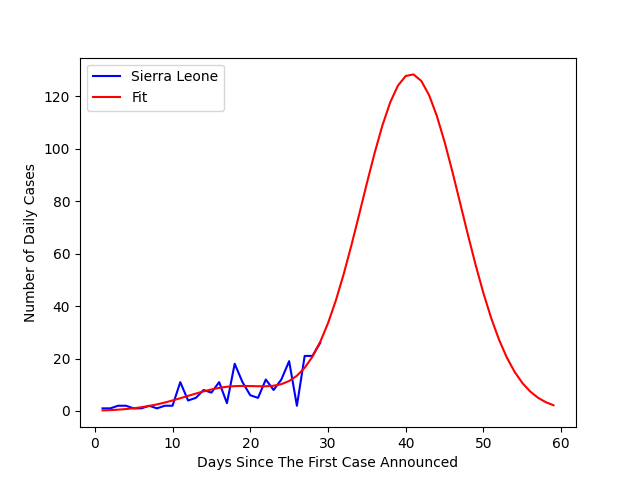 Sierra Leone
Fit
Number of Daily Cases
120
100
80
60
40
20
0
0 10 20 30 40 50 60
Days Since The First Case Announced